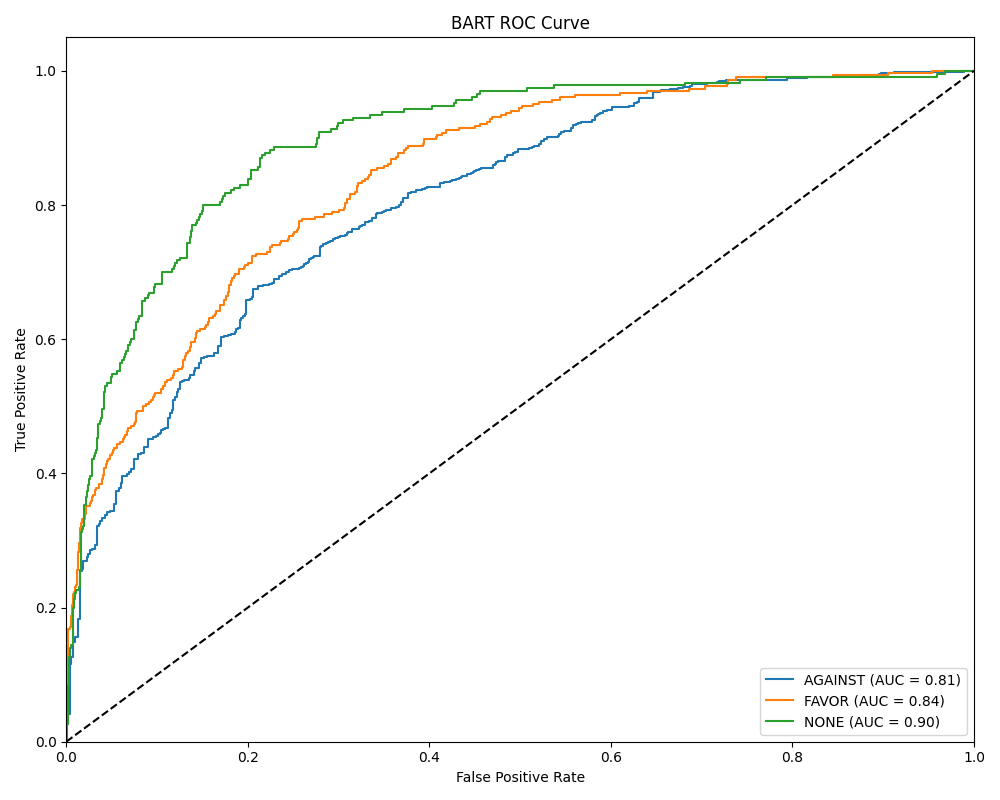 BART ROC Curve
True Positive Rate
1.0
0.8
0.6
0.4
0.2
0.0
0.0 0.2 0.4 0.6 0.8 1.0
False Positive Rate
AGAINST (AUC = 0.81)
FAVOR (AUC = 0.84)
NONE (AUC = 0.90)